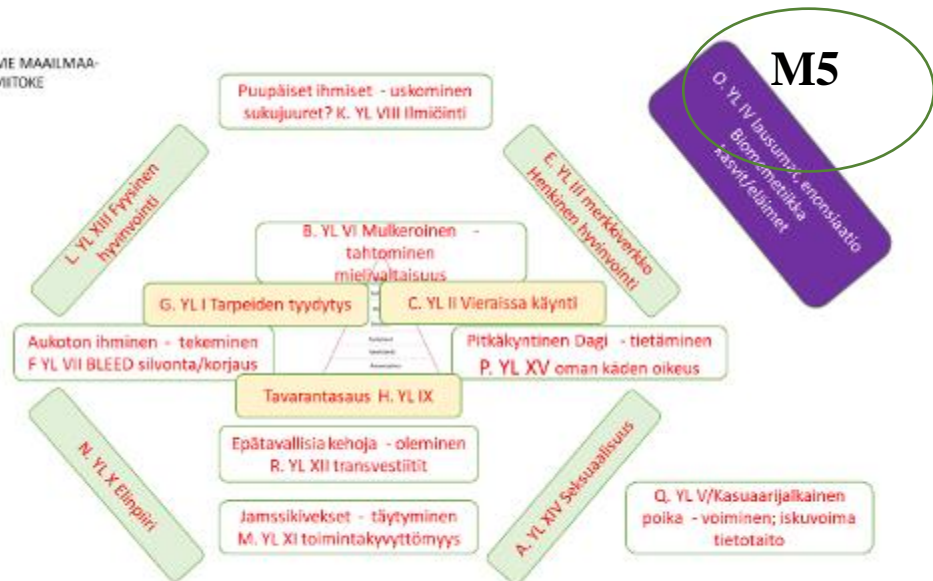 ME MAAILMAA-
VIITOKE
M5
Puupäiset ihmiset - uskominen
sukujuuret? K. YL VIII Ilmiöinti
O. YL IV lausumat, enonsiaatio
Biomemetiikka
kasvit/eläimet
L. YL XIII Fyysinen
hyvinvointi
E. YL III merkkiverkko
Henkinen hyvinvointi
B. YL VI Mulkeroinen -
tahtominen
mielivaltaisuus
G. YL I Tarpeiden tyydytys
C. YL II Vieraissa käynti
Aukoton ihminen - tekeminen
F YL VII BLEED silvonta/korjaus
Pitkäkyntinen Dagi - tietäminen
P. YL XV oman käden oikeus
Tavarantasaus H. YL IX
Epätavallisia kehoja - oleminen
R. YL XII transvestiitit
N. YL X Elinpiiri
Jamssikivekset - täytyminen
M. YL XI toimintakyvyttömyys
A. YL XIV Seksuaalisuus
Q. YL V/Kasuaarijalkainen
poika - voiminen; iskuvoima
tietotaito